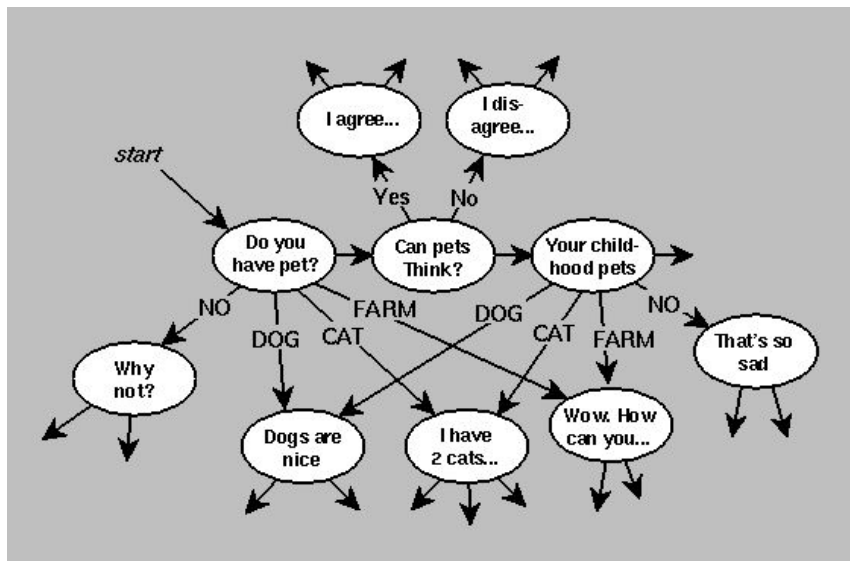 I agree...
I dis-
agree...
start
Yes
No
Do you
have pet?
Can pets
Think?
Your child-
hood pets
NO
DOG
CAT
FARM
DOG
CAT
FARM
NO
Why
not?
That's so
sad
Dogs are
nice
I have
2 cats...
Wow. How
can you...